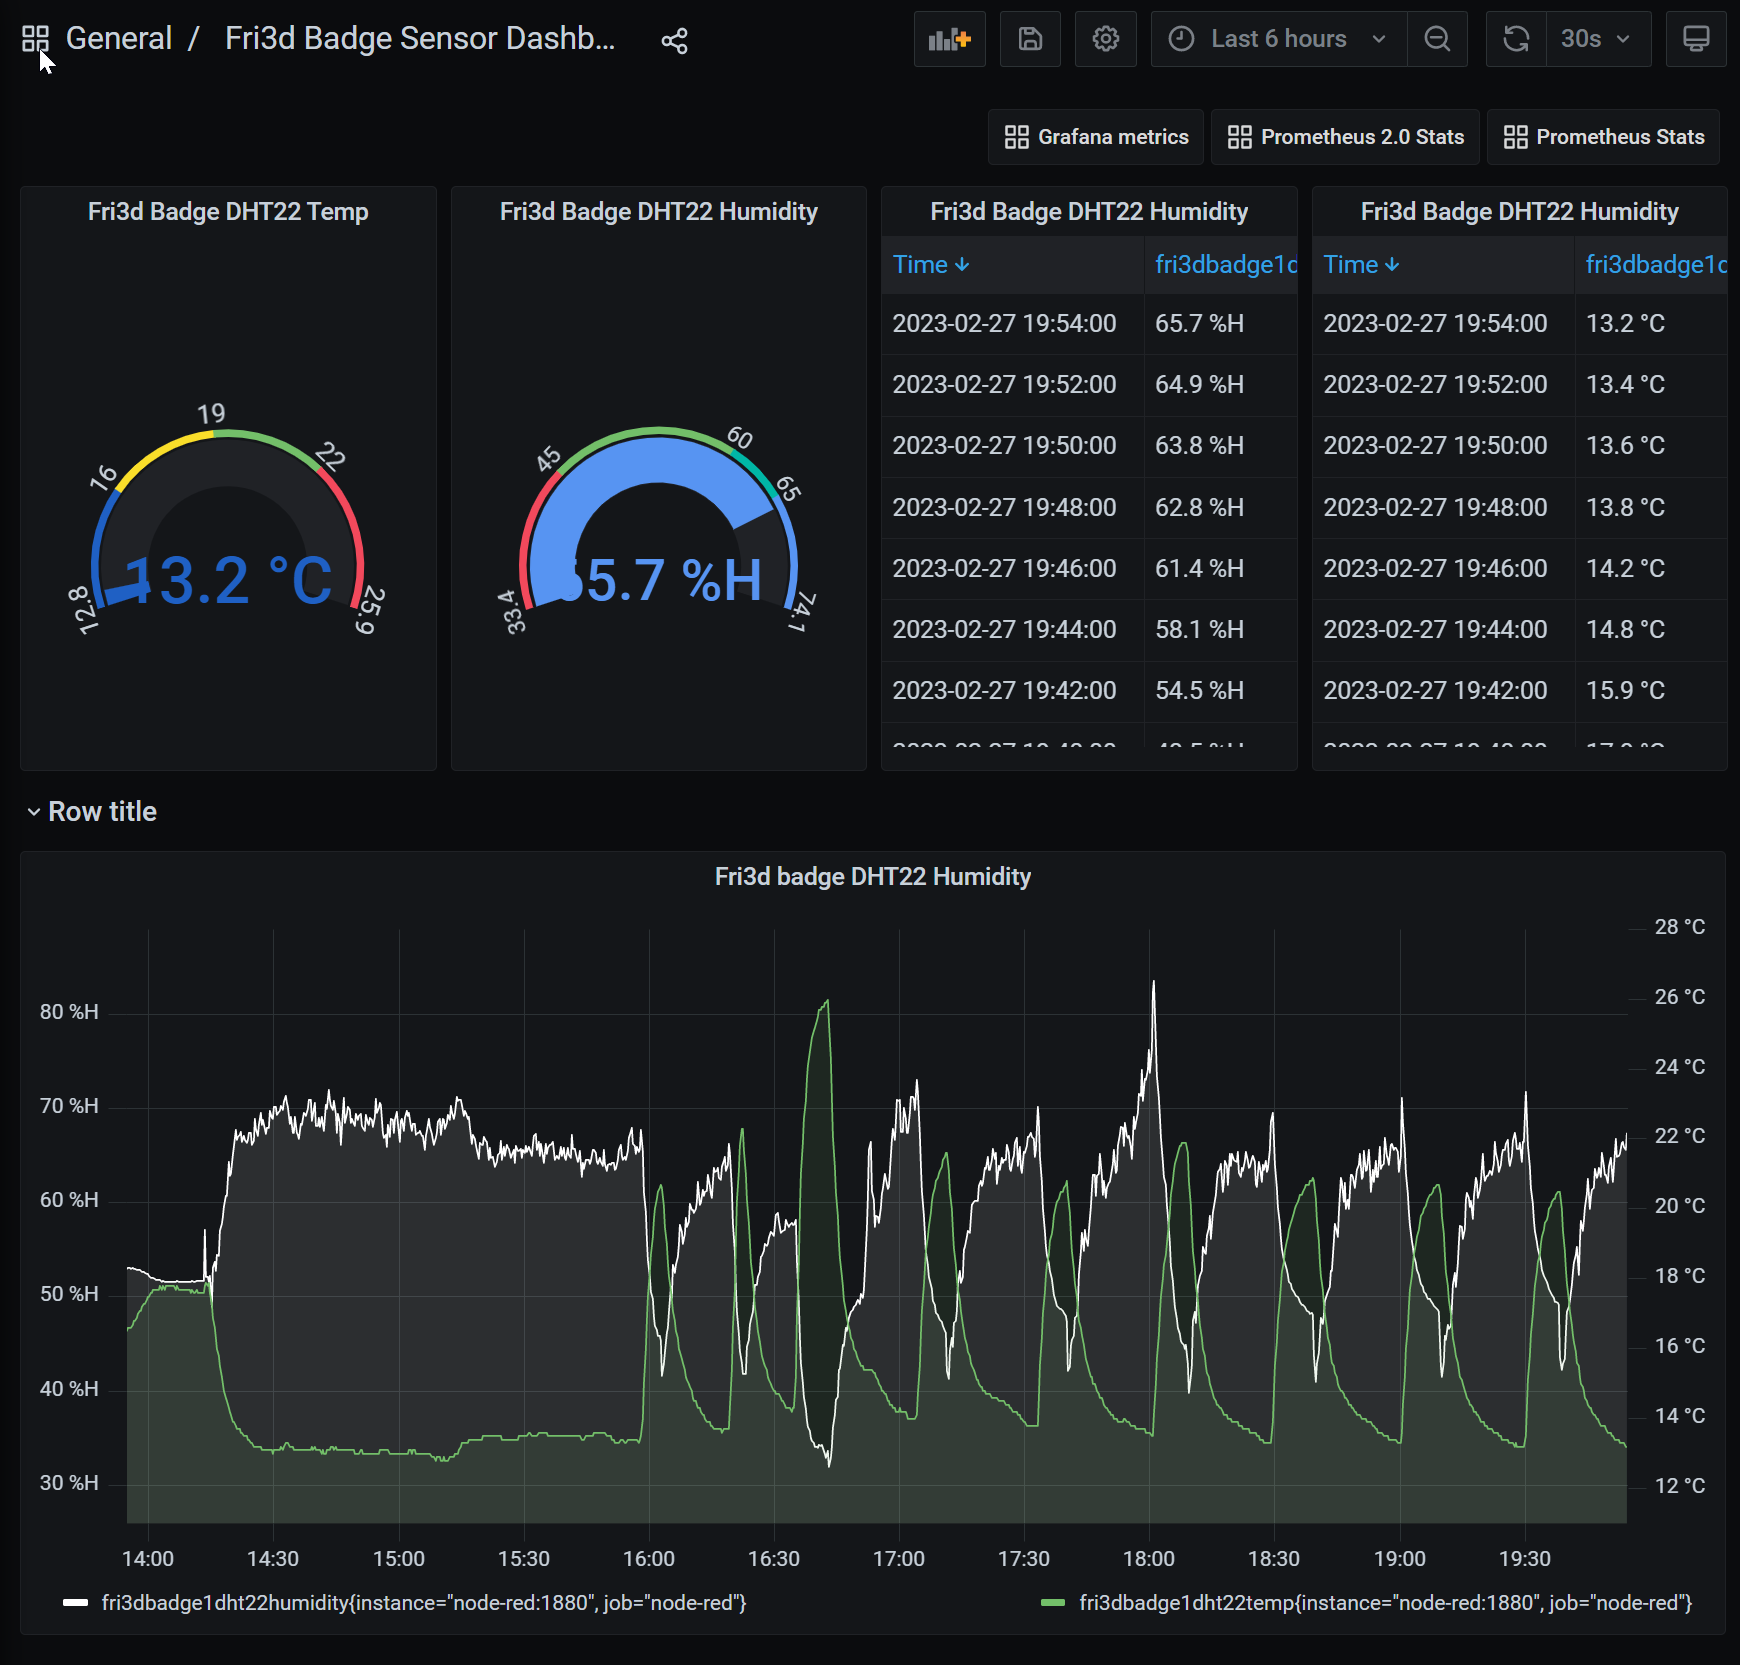 General / Fri3d Badge Sensor Dashb...
Last 6 hours
30s
Grafana metrics
Prometheus 2.0 Stats
Prometheus Stats
Fri3d Badge DHT22 Temp
12.8
16
19
22
25.9
13.2 °C
Fri3d Badge DHT22 Humidity
33.4
45
60
65
74.1
65.7 %H
Fri3d Badge DHT22 Humidity
Time fri3dbadge1d
2023-02-27 19:54:00 65.7 %H
2023-02-27 19:52:00 64.9 %H
2023-02-27 19:50:00 63.8 %H
2023-02-27 19:48:00 62.8 %H
2023-02-27 19:46:00 61.4 %H
2023-02-27 19:44:00 58.1 %H
2023-02-27 19:42:00 54.5 %H
Fri3d Badge DHT22 Humidity
Time fri3dbadge1d
2023-02-27 19:54:00 13.2 °C
2023-02-27 19:52:00 13.4 °C
2023-02-27 19:50:00 13.6 °C
2023-02-27 19:48:00 13.8 °C
2023-02-27 19:46:00 14.2 °C
2023-02-27 19:44:00 14.8 °C
2023-02-27 19:42:00 15.9 °C
Row title
Fri3d badge DHT22 Humidity
80 %H
70 %H
60 %H
50 %H
40 %H
30 %H
28 °C
26 °C
24 °C
22 °C
20 °C
18 °C
16 °C
14 °C
12 °C
14:00 14:30 15:00 15:30 16:00 16:30 17:00 17:30 18:00 18:30 19:00 19:30
fri3dbadge1dht22humidity{instance="node-red:1880", job="node-red"}
fri3dbadge1dht22temp{instance="node-red:1880", job="node-red"}